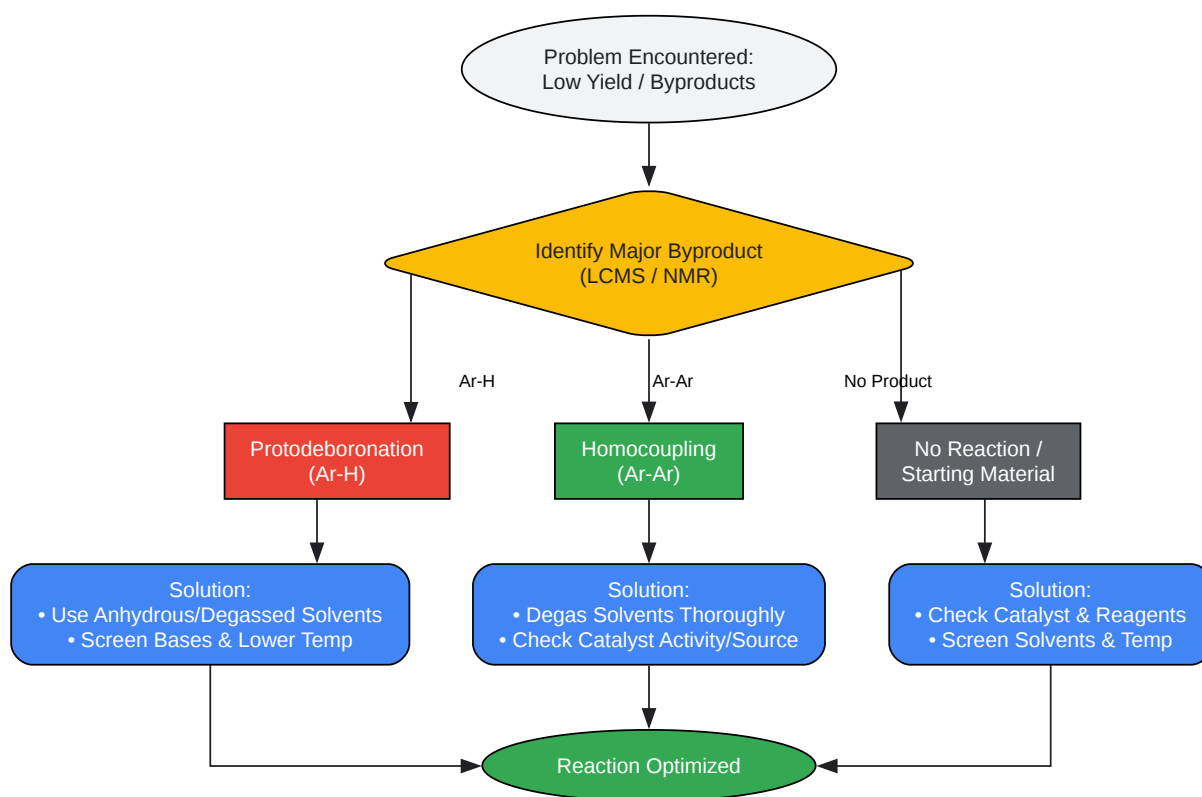 Problem Encountered:
Low Yield / Byproducts
Identify Major Byproduct
(LCMS / NMR)
Ar-H
Ar-Ar
No Product
Protodeboronation
(Ar-H)
Homocoupling
(Ar-Ar)
No Reaction /
Starting Material
Solution:
• Use Anhydrous/Degassed Solvents
• Screen Bases & Lower Temp
Solution:
• Degas Solvents Thoroughly
• Check Catalyst Activity/Source
Solution:
• Check Catalyst & Reagents
• Screen Solvents & Temp
Reaction Optimized